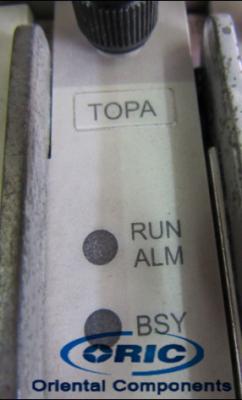 TOPA
RUN
ALM
BSY
ORIC
Oriental Components